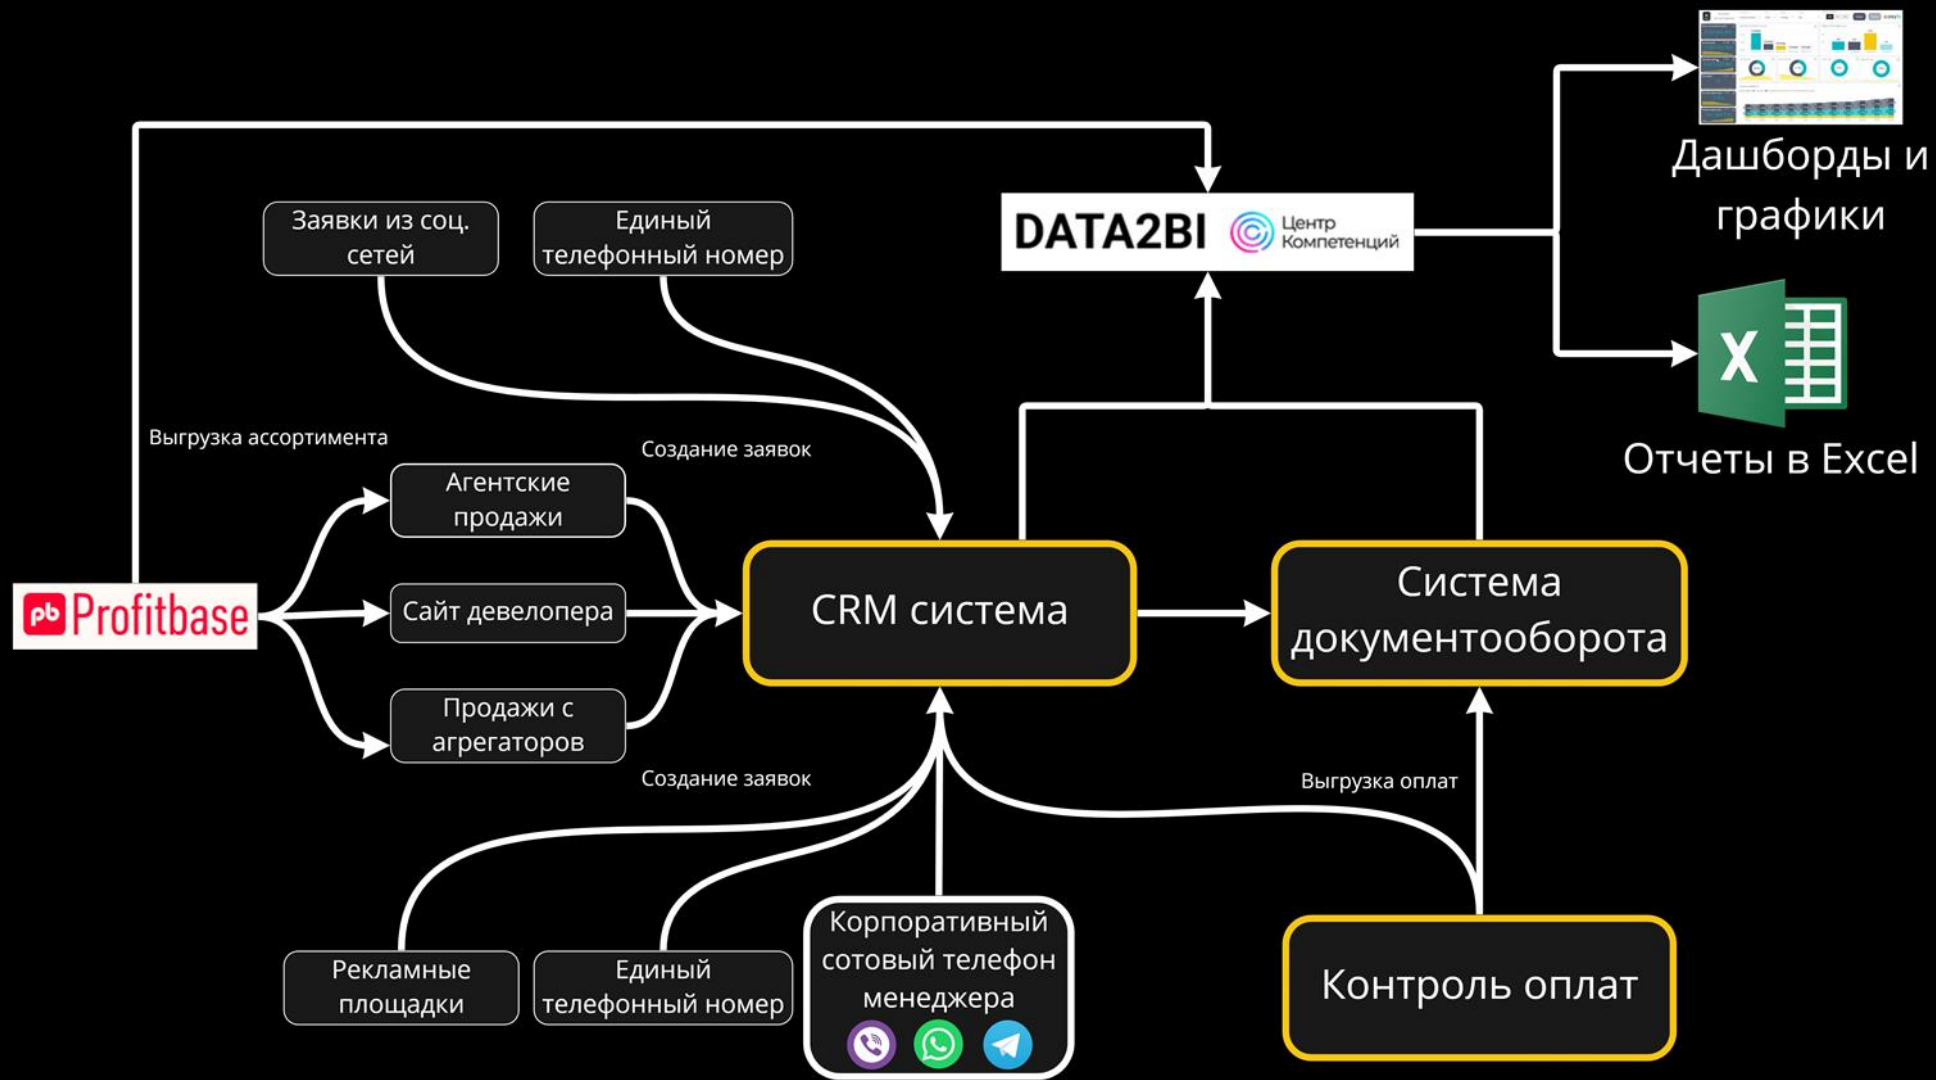 Дашборды и
графики
Заявки из соц.
сетей
Единый
телефонный номер
DATA2BI
Центр
Компетенций
X
Отчеты в Excel
Выгрузка ассортимента
Создание заявок
Агентские
продажи
pb Profitbase
Сайт девелопера
Продажи с
агрегаторов
CRM система
Система
документооборота
Создание заявок
Выгрузка оплат
Рекламные
площадки
Единый
телефонный номер
Корпоративный
сотовый телефон
менеджера
Контроль оплат